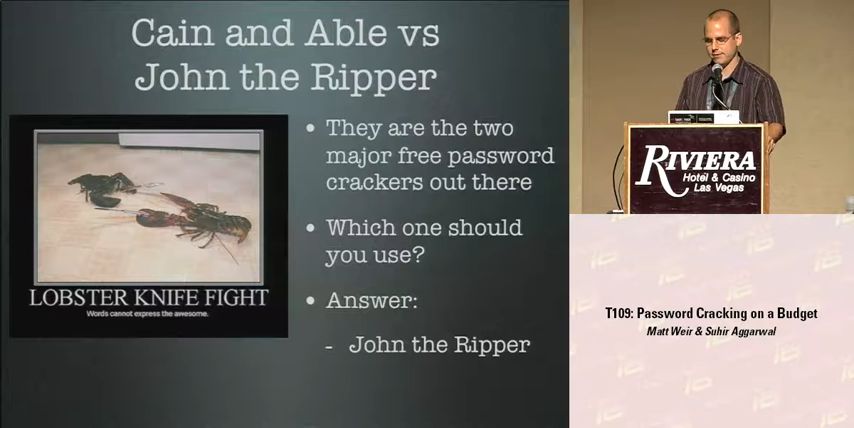 Cain and Able vs
John the Ripper
LOBSTER KNIFE FIGHT
Words cannot express the awesome.
• They are the two
major free password
crackers out there
• Which one should
you use?
• Answer:
- John the Ripper
RIVIERA
Hotel & Casino
Las Vegas
T109: Password Cracking on a Budget
Matt Weir & Suhir Aggarwal